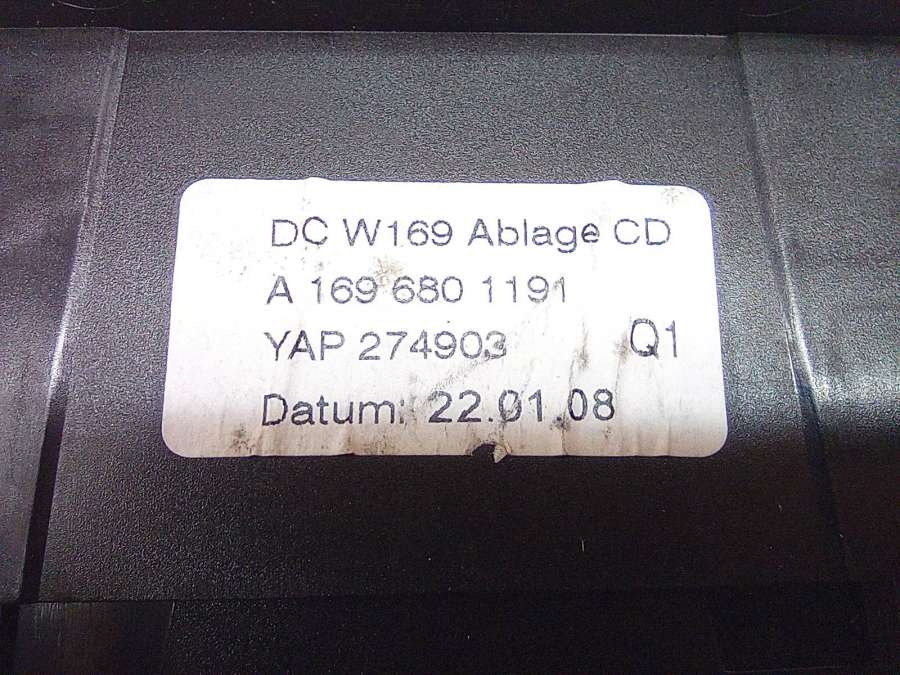 DC W169 Ablage CD
A 169 680 1191
YAP 274903 Q1
Datum: 22.01.08